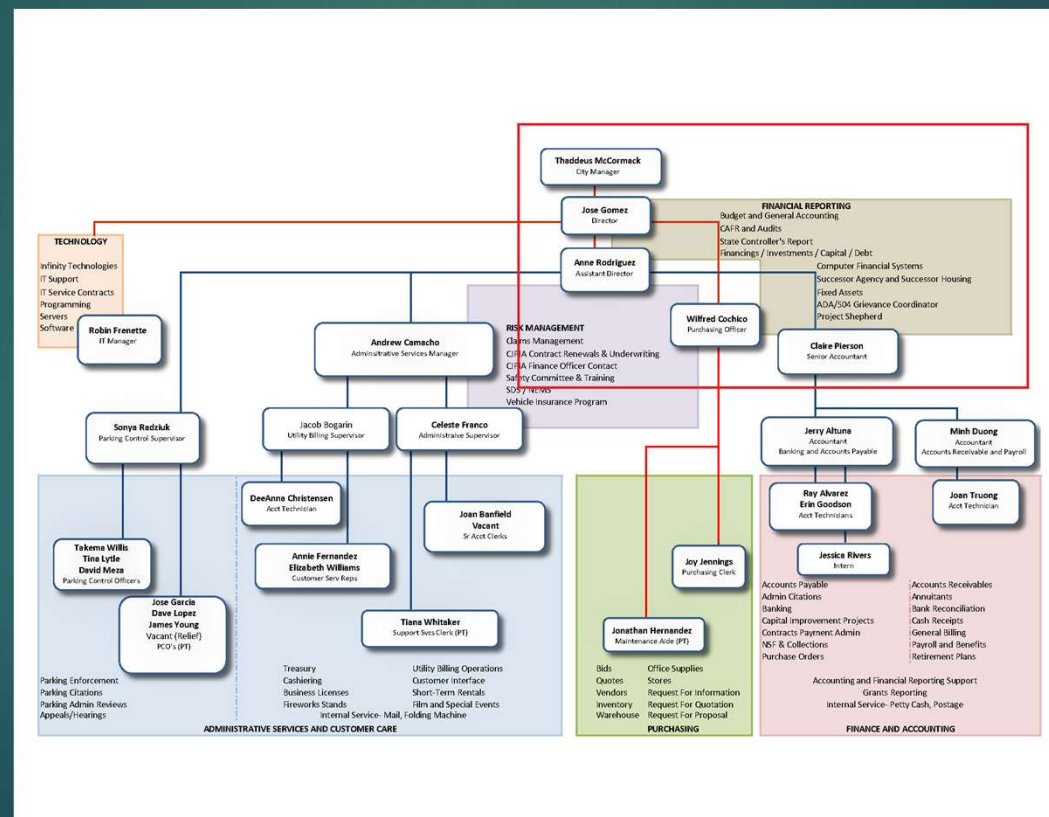 Thaddeus McCormack
City Manager
Jose Gomez
Director
Anne Rodriguez
Assistant Director
FINANCIAL REPORTING
Budget and General Accounting
CAFR and Audits
State Controller's Report
Financings / Investments / Capital / Debt
Computer Financial Systems
Successor Agency and Successor Housing
Fixed Assets
ADA/504 Grievance Coordinator
Project Shepherd
TECHNOLOGY
Infinity Technologies
IT Support
IT Service Contracts
Programming
Servers
Software
Robin Frenette
IT Manager
Andrew Camacho
Adminsitrative Services Manager
RISK MANAGEMENT
Claims Management
CJPIA Contract Renewals & Underwriting
CJPIA Finance Officer Contact
Safety Committee & Training
SDS / NEMS
Vehicle Insurance Program
Wilfred Cochico
Purchasing Officer
Claire Pierson
Senior Accountant
Sonya Radziuk
Parking Control Supervisor
Jacob Bogarin
Utility Billing Supervisor
Celeste Franco
Administraive Supervisor
Jerry Altuna
Accountant
Banking and Accounts Payable
Minh Duong
Accountant
Accounts Receivable and Payroll
DeeAnna Christensen
Acct Technician
Joan Banfield
Vacant
Sr Acct Clerks
Ray Alvarez
Erin Goodson
Acct Technicians
Joan Truong
Acct Technician
Takema Willis
Tina Lytle
David Meza
Parking Control Officers
Annie Fernandez
Elizabeth Williams
Customer Serv Reps
Joy Jennings
Purchasing Clerk
Jessica Rivers
Intern
Jose Garcia
Dave Lopez
James Young
Vacant (Relief)
PCO's (PT)
Tiana Whitaker
Support Svcs Clerk (PT)
Jonathan Hernandez
Maintenance Aide (PT)
Parking Enforcement
Parking Citations
Parking Admin Reviews
Appeals/Hearings
Treasury
Cashiering
Business Licenses
Fireworks Stands
Utility Billing Operations
Customer Interface
Short-Term Rentals
Film and Special Events
Internal Service- Mail, Folding Machine
ADMINISTRATIVE SERVICES AND CUSTOMER CARE
Bids
Quotes
Vendors
Inventory
Warehouse
Office Supplies
Stores
Request For Information
Request For Quotation
Request For Proposal
PURCHASING
Accounts Payable
Admin Citations
Banking
Capital Improvement Projects
Contracts Payment Admin
NSF & Collections
Purchase Orders
Accounts Receivables
Annuitants
Bank Reconciliation
Cash Receipts
General Billing
Payroll and Benefits
Retirement Plans
Accounting and Financial Reporting Support
Grants Reporting
Internal Service- Petty Cash, Postage
FINANCE AND ACCOUNTING